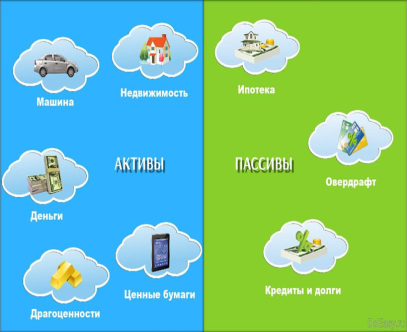 Машина
Недвижимость
Ипотека
АКТИВЫ
ПАССИВЫ
Овердрафт
Деньги
Драгоценности
Ценные бумаги
Кредиты и долги